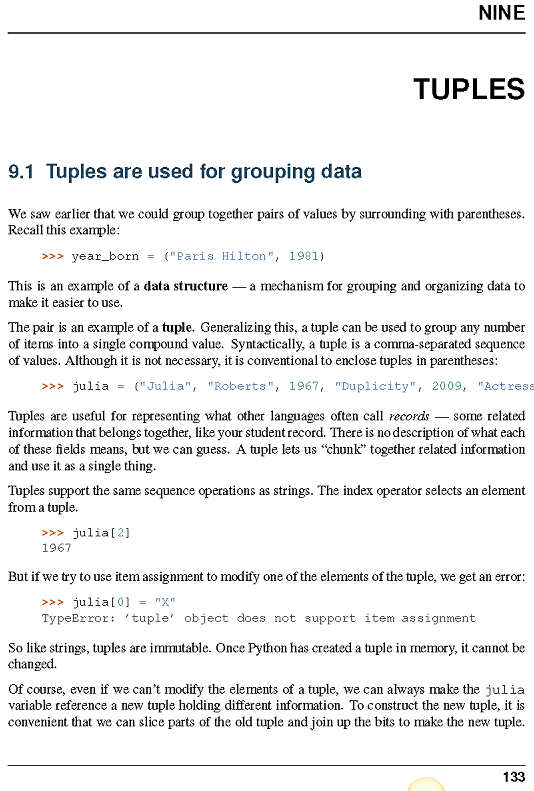 NINE
TUPLES
9.1 Tuples are used for grouping data
We saw earlier that we could group together pairs of values by surrounding with parentheses.
Recall this example:
>>> year_born = ("Paris Hilton", 1981)
This is an example of a data structure — a mechanism for grouping and organizing data to
make it easier to use.
The pair is an example of a tuple. Generalizing this, a tuple can be used to group any number
of items into a single compound value. Syntactically, a tuple is a comma-separated sequence
of values. Although it is not necessary, it is conventional to enclose tuples in parentheses:
>>> julia = ("Julia", "Roberts", 1967, "Duplicity", 2009, "Actress
Tuples are useful for representing what other languages often call records — some related
information that belongs together, like your student record. There is no description of what each
of these fields means, but we can guess. A tuple lets us “chunk” together related information
and use it as a single thing.
Tuples support the same sequence operations as strings. The index operator selects an element
from a tuple.
>>> julia[2]
1967
But if we try to use item assignment to modify one of the elements of the tuple, we get an error:
>>> julia[0] = "X"
TypeError: ’tuple’ object does not support item assignment
So like strings, tuples are immutable. Once Python has created a tuple in memory, it cannot be
changed.
Of course, even if we can’t modify the elements of a tuple, we can always make the julia
variable reference a new tuple holding different information. To construct the new tuple, it is
convenient that we can slice parts of the old tuple and join up the bits to make the new tuple.
133